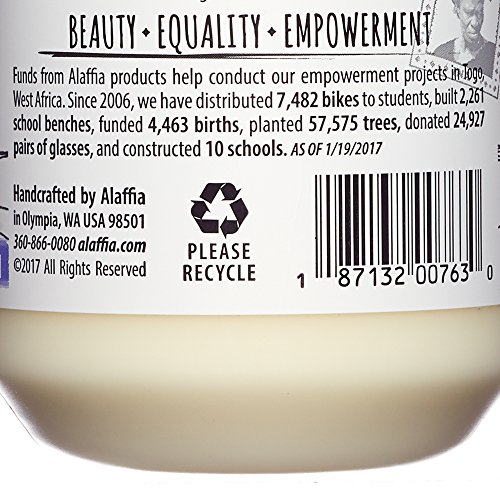 BEAUTY • EQUALITY • EMPOWERMENT
Funds from Alaffia products help conduct our empowerment projects in Togo,
West Africa. Since 2006, we have distributed 7,482 bikes to students, built 2,261
school benches, funded 4,463 births, planted 57,575 trees, donated 24,927
pairs of glasses, and constructed 10 schools. AS OF 1/19/2017
Handcrafted by Alaffia
in Olympia, WA USA 98501
360-866-0080 alaffia.com
©2017 All Rights Reserved
PLEASE
RECYCLE
1 87132 00763 0